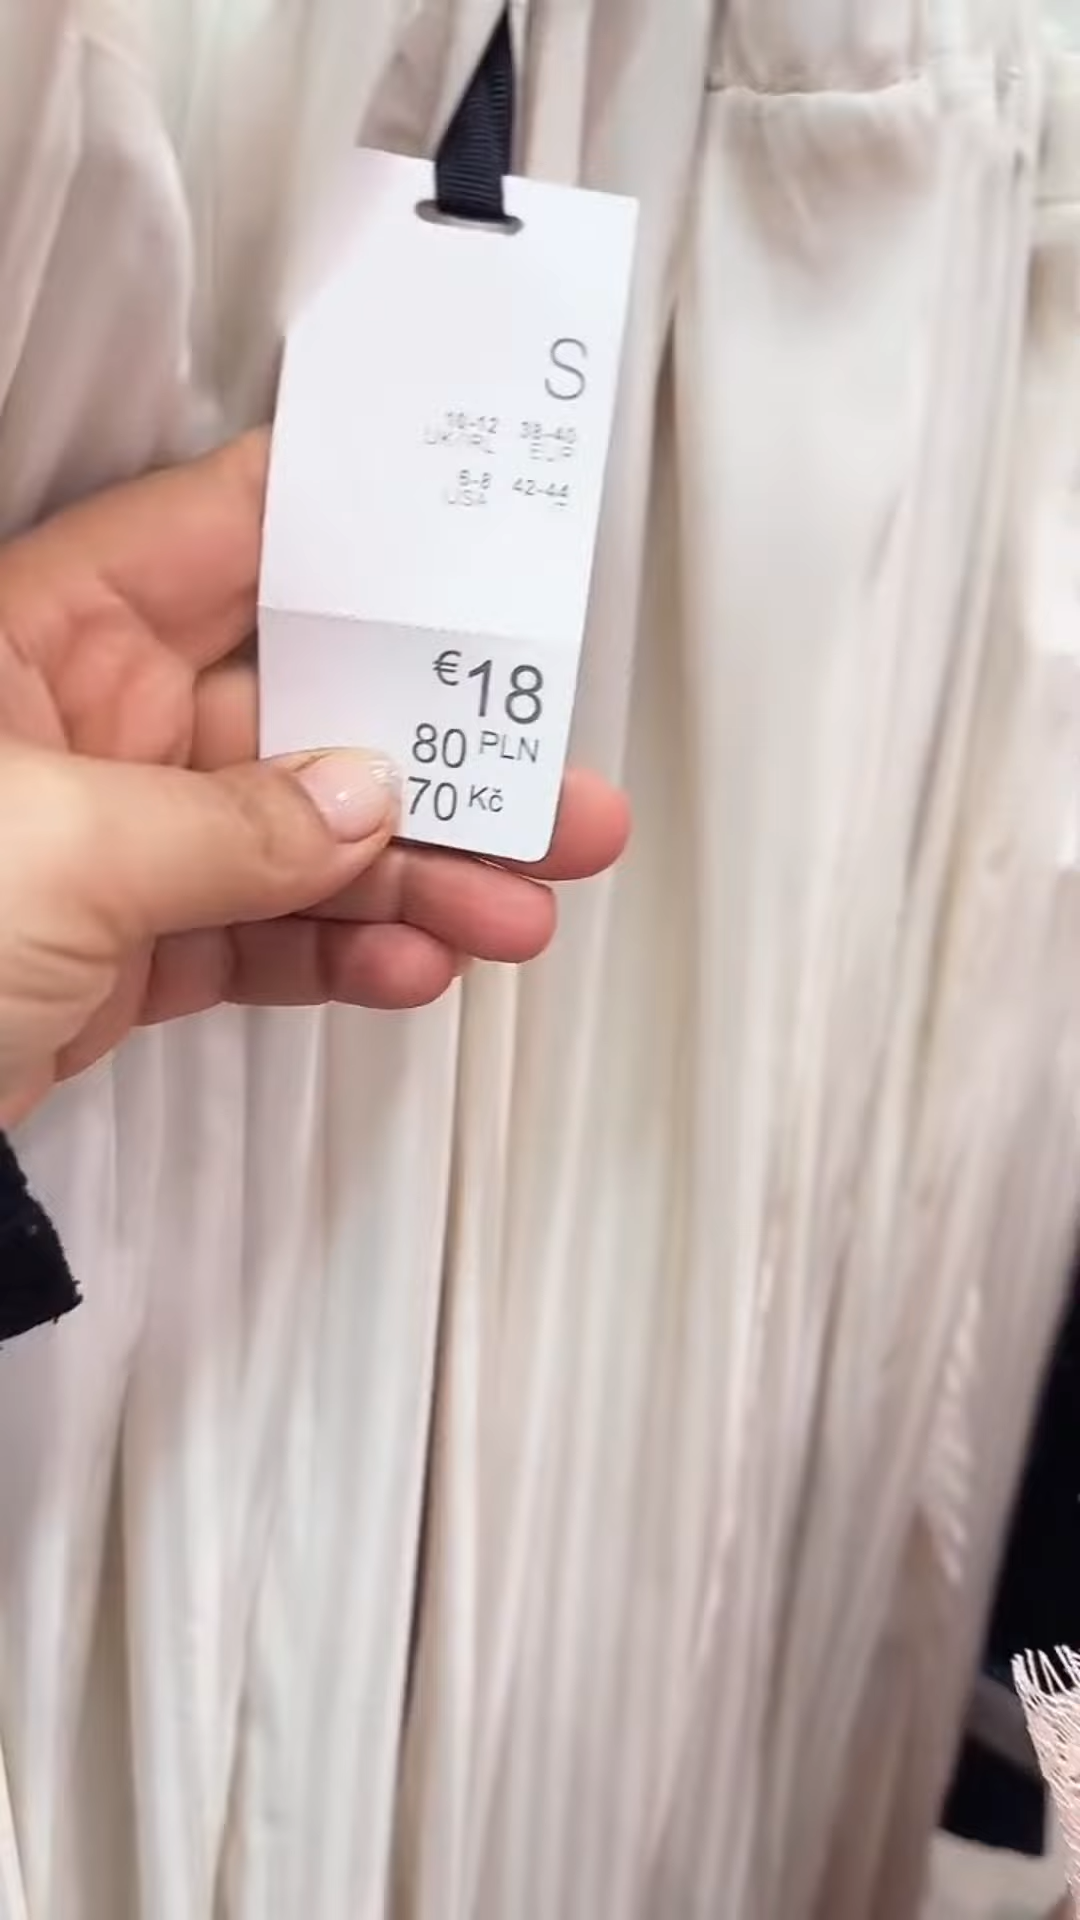 S
10-12 38-40
UK/IRL EUR
6-8 42-44
USA
€18
80 PLN
70 Kč